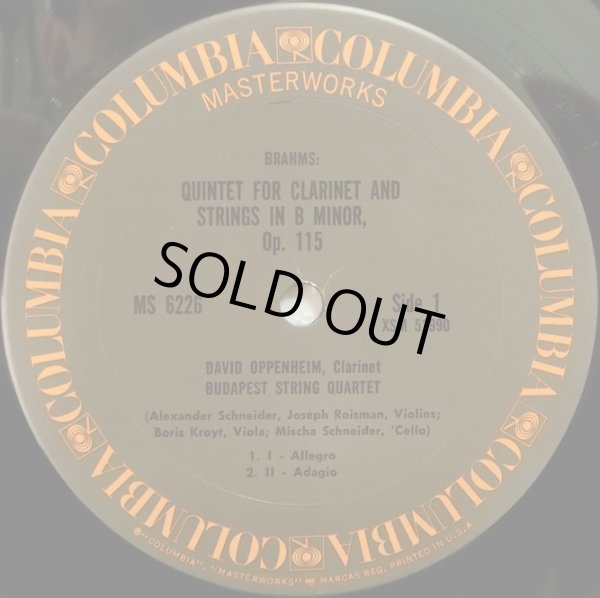 COLUMBIA COLUMBIA COLUMBIA COLUMBIA COLUMBIA COLUMBIA COLUMBIA
MASTERWORKS
BRAHMS:
QUINTET FOR CLARINET AND
STRINGS IN B MINOR,
Op. 115
SOLD OUT
MS 6226
Side 1
DAVID OPPENHEIM, Clarinet
BUDAPEST STRING QUARTET
(Alexander Schneider, Joseph Roisman, Violins;
Boris Kroyt, Viola; Mischa Schneider, 'Cello)
1. I - Allegro
2. II - Adagio
® "COLUMBIA", "MASTERWORKS" MARCAS REG. PRINTED IN U.S.A.